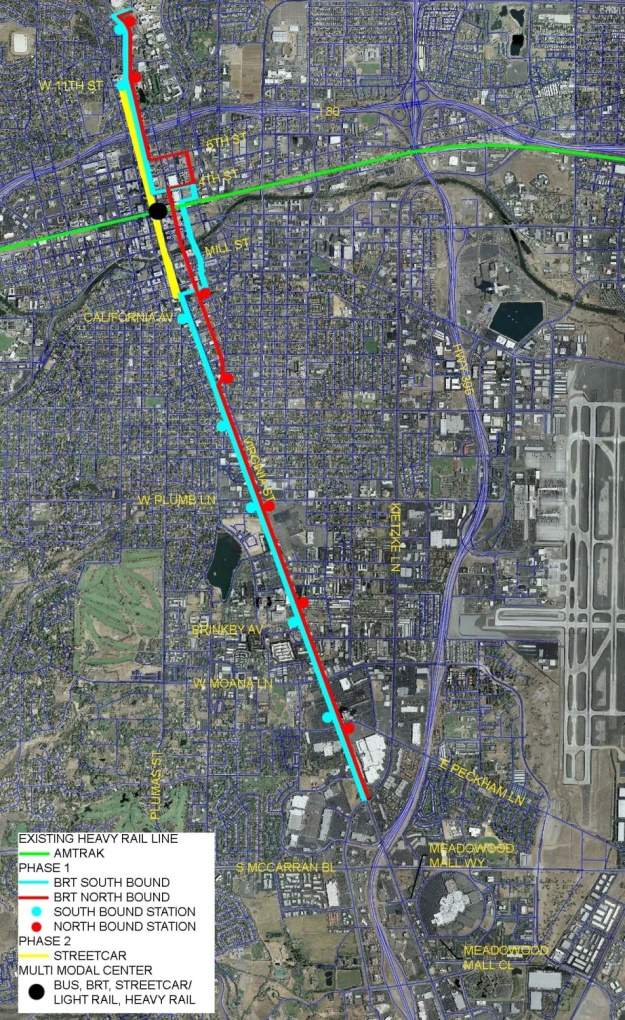 W 11TH ST
I 80
6TH ST
4TH ST
MILL ST
CALIFORNIA AV
HWY 395
VIRGINIA ST
W PLUMB LN
KIETZKE LN
BRINKBY AV
W MOANA LN
PLUMAS ST
E PECKHAM LN
S MCCARRAN BL
MEADOWOOD
MALL WY
MEADOWOOD
MALL CL
EXISTING HEAVY RAIL LINE
AMTRAK
PHASE 1
BRT SOUTH BOUND
BRT NORTH BOUND
SOUTH BOUND STATION
NORTH BOUND STATION
PHASE 2
STREETCAR
MULTI MODAL CENTER
BUS, BRT, STREETCAR/
LIGHT RAIL, HEAVY RAIL